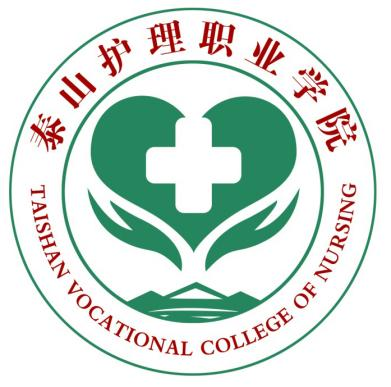 泰山护理职业学院
TAISHAN VOCATIONAL COLLEGE OF NURSING